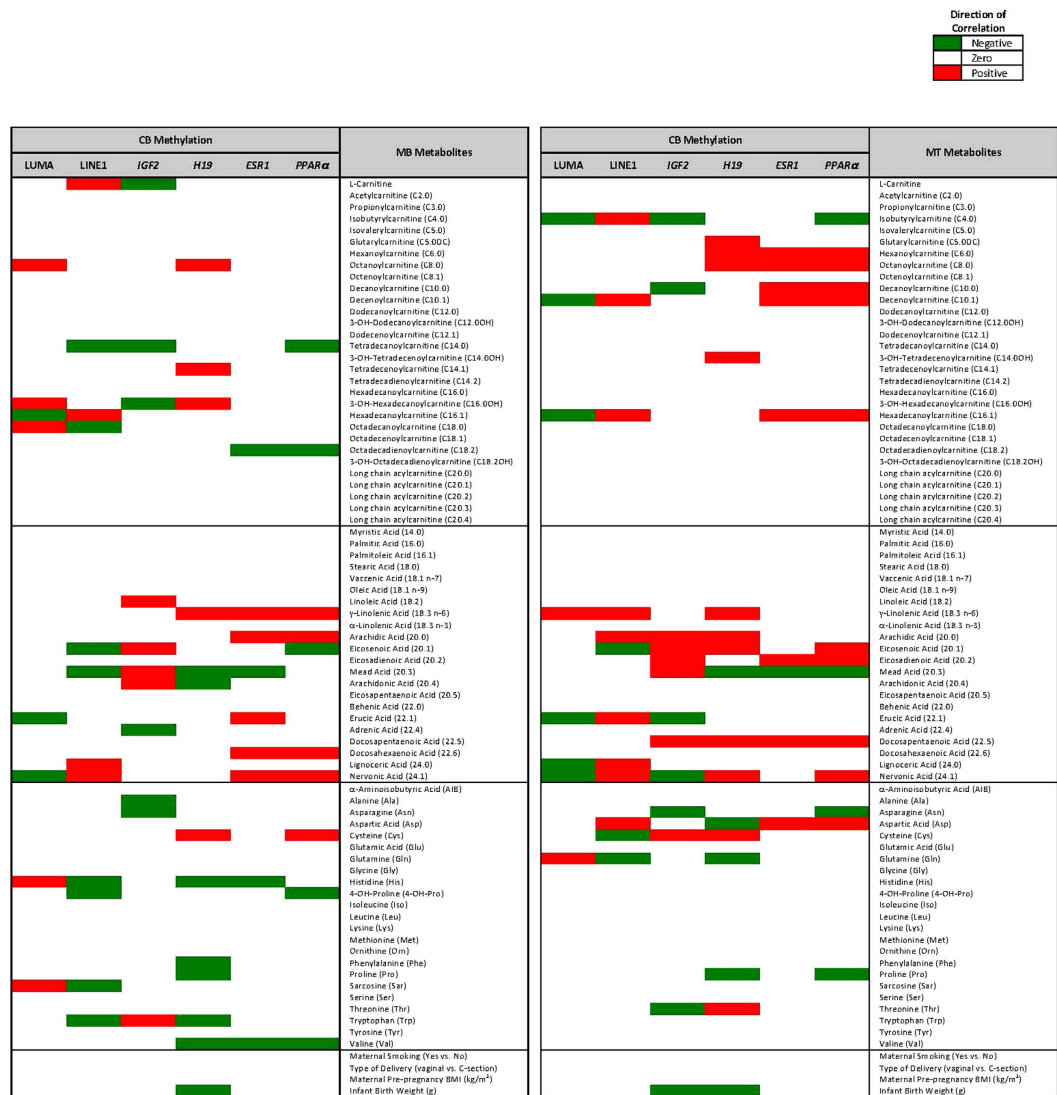 Direction of
Correlation
Negative
Zero
Positive
CB Methylation
MB Metabolites
LUMA LINE1 IGF2 H19 ESR1 PPARα
L-Carnitine
Acetylcarnitine (C2.0)
Propionylcarnitine (C3.0)
Isobutyrylcarnitine (C4.0)
Isovalerylcarnitine (C5.0)
Glutarylcarnitine (C5.0DC)
Hexanoylcarnitine (C6.0)
Octanoylcarnitine (C8.0)
Octenoylcarnitine (C8.1)
Decanoylcarnitine (C10.0)
Decenoylcarnitine (C10.1)
Dodecanoylcarnitine (C12.0)
3-OH-Dodecanoylcarnitine (C12.0OH)
Dodecenoylcarnitine (C12.1)
Tetradecanoylcarnitine (C14.0)
3-OH-Tetradecenoylcarnitine (C14.0OH)
Tetradecenoylcarnitine (C14.1)
Tetradecadienoylcarnitine (C14.2)
Hexadecanoylcarnitine (C16.0)
3-OH-Hexadecanoylcarnitine (C16.0OH)
Hexadecanoylcarnitine (C16.1)
Octadecanoylcarnitine (C18.0)
Octadecenoylcarnitine (C18.1)
Octadecadienoylcarnitine (C18.2)
3-OH-Octadecadienoylcarnitine (C18.2OH)
Long chain acylcarnitine (C20.0)
Long chain acylcarnitine (C20.1)
Long chain acylcarnitine (C20.2)
Long chain acylcarnitine (C20.3)
Long chain acylcarnitine (C20.4)
Myristic Acid (14.0)
Palmitic Acid (16.0)
Palmitoleic Acid (16.1)
Stearic Acid (18.0)
Vaccenic Acid (18.1 n-7)
Oleic Acid (18.1 n-9)
Linoleic Acid (18.2)
γ-Linolenic Acid (18.3 n-6)
α-Linolenic Acid (18.3 n-3)
Arachidic Acid (20.0)
Eicosenoic Acid (20.1)
Eicosadienoic Acid (20.2)
Mead Acid (20.3)
Arachidonic Acid (20.4)
Eicosapentaenoic Acid (20.5)
Behenic Acid (22.0)
Erucic Acid (22.1)
Adrenic Acid (22.4)
Docosapentaenoic Acid (22.5)
Docosahexaenoic Acid (22.6)
Lignoceric Acid (24.0)
Nervonic Acid (24.1)
α-Aminoisobutyric Acid (AIB)
Alanine (Ala)
Asparagine (Asn)
Aspartic Acid (Asp)
Cysteine (Cys)
Glutamic Acid (Glu)
Glutamine (Gln)
Glycine (Gly)
Histidine (His)
4-OH-Proline (4-OH-Pro)
Isoleucine (Iso)
Leucine (Leu)
Lysine (Lys)
Methionine (Met)
Ornithine (Orn)
Phenylalanine (Phe)
Proline (Pro)
Sarcosine (Sar)
Serine (Ser)
Threonine (Thr)
Tryptophan (Trp)
Tyrosine (Tyr)
Valine (Val)
Maternal Smoking (Yes vs. No)
Type of Delivery (vaginal vs. C-section)
Maternal Pre-pregnancy BMI (kg/m²)
Infant Birth Weight (g)
CB Methylation
MT Metabolites
LUMA LINE1 IGF2 H19 ESR1 PPARα
L-Carnitine
Acetylcarnitine (C2.0)
Propionylcarnitine (C3.0)
Isobutyrylcarnitine (C4.0)
Isovalerylcarnitine (C5.0)
Glutarylcarnitine (C5.0DC)
Hexanoylcarnitine (C6.0)
Octanoylcarnitine (C8.0)
Octenoylcarnitine (C8.1)
Decanoylcarnitine (C10.0)
Decenoylcarnitine (C10.1)
Dodecanoylcarnitine (C12.0)
3-OH-Dodecanoylcarnitine (C12.0OH)
Dodecenoylcarnitine (C12.1)
Tetradecanoylcarnitine (C14.0)
3-OH-Tetradecenoylcarnitine (C14.0OH)
Tetradecenoylcarnitine (C14.1)
Tetradecadienoylcarnitine (C14.2)
Hexadecanoylcarnitine (C16.0)
3-OH-Hexadecanoylcarnitine (C16.0OH)
Hexadecanoylcarnitine (C16.1)
Octadecanoylcarnitine (C18.0)
Octadecenoylcarnitine (C18.1)
Octadecadienoylcarnitine (C18.2)
3-OH-Octadecadienoylcarnitine (C18.2OH)
Long chain acylcarnitine (C20.0)
Long chain acylcarnitine (C20.1)
Long chain acylcarnitine (C20.2)
Long chain acylcarnitine (C20.3)
Long chain acylcarnitine (C20.4)
Myristic Acid (14.0)
Palmitic Acid (16.0)
Palmitoleic Acid (16.1)
Stearic Acid (18.0)
Vaccenic Acid (18.1 n-7)
Oleic Acid (18.1 n-9)
Linoleic Acid (18.2)
γ-Linolenic Acid (18.3 n-6)
α-Linolenic Acid (18.3 n-3)
Arachidic Acid (20.0)
Eicosenoic Acid (20.1)
Eicosadienoic Acid (20.2)
Mead Acid (20.3)
Arachidonic Acid (20.4)
Eicosapentaenoic Acid (20.5)
Behenic Acid (22.0)
Erucic Acid (22.1)
Adrenic Acid (22.4)
Docosapentaenoic Acid (22.5)
Docosahexaenoic Acid (22.6)
Lignoceric Acid (24.0)
Nervonic Acid (24.1)
α-Aminoisobutyric Acid (AIB)
Alanine (Ala)
Asparagine (Asn)
Aspartic Acid (Asp)
Cysteine (Cys)
Glutamic Acid (Glu)
Glutamine (Gln)
Glycine (Gly)
Histidine (His)
4-OH-Proline (4-OH-Pro)
Isoleucine (Iso)
Leucine (Leu)
Lysine (Lys)
Methionine (Met)
Ornithine (Orn)
Phenylalanine (Phe)
Proline (Pro)
Sarcosine (Sar)
Serine (Ser)
Threonine (Thr)
Tryptophan (Trp)
Tyrosine (Tyr)
Valine (Val)
Maternal Smoking (Yes vs. No)
Type of Delivery (vaginal vs. C-section)
Maternal Pre-pregnancy BMI (kg/m²)
Infant Birth Weight (g)